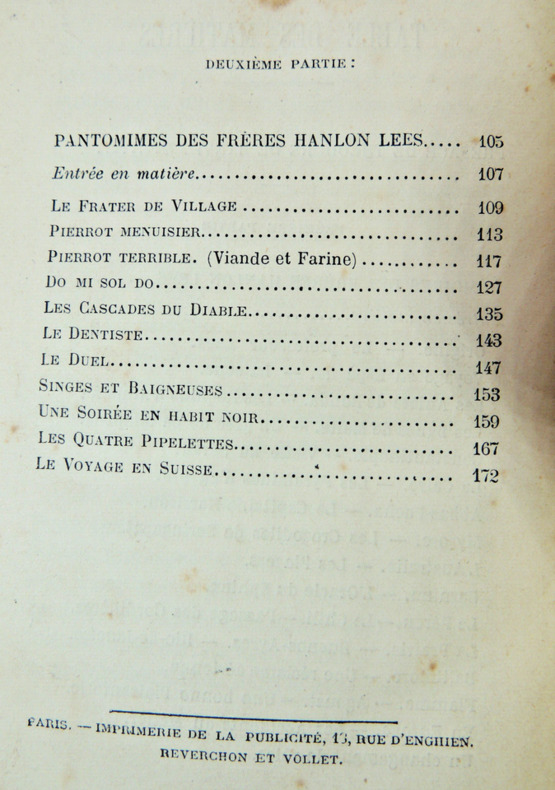 DEUXIÈME PARTIE :
PANTOMIMES DES FRÈRES HANLON LEES..... 105
Entrée en matière................................ 107
LE FRATER DE VILLAGE .......................... 109
PIERROT MENUISIER............................... 113
PIERROT TERRIBLE. (Viande et Farine) ............ 117
DO MI SOL DO..................................... 127
LES CASCADES DU DIABLE.......................... 135
LE DENTISTE...................................... 143
LE DUEL.......................................... 147
SINGES ET BAIGNEUSES ............................ 153
UNE SOIRÉE EN HABIT NOIR........................ 159
LES QUATRE PIPELETTES........................... 167
LE VOYAGE EN SUISSE............................. 172
PARIS. — IMPRIMERIE DE LA PUBLICITÉ, 13, RUE D'ENGHIEN.
REVERCHON ET VOLLET.